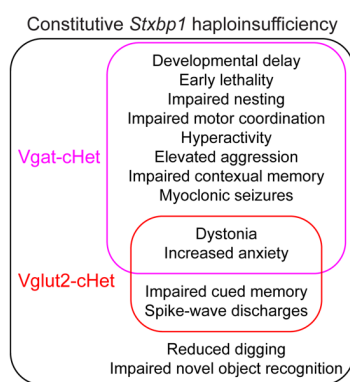 Constitutive Stxbp1 haploinsufficiency
Developmental delay
Early lethality
Impaired nesting
Impaired motor coordination
Hyperactivity
Elevated aggression
Impaired contexual memory
Myoclonic seizures
Vgat-cHet
Dystonia
Increased anxiety
Vglut2-cHet
Impaired cued memory
Spike-wave discharges
Reduced digging
Impaired novel object recognition